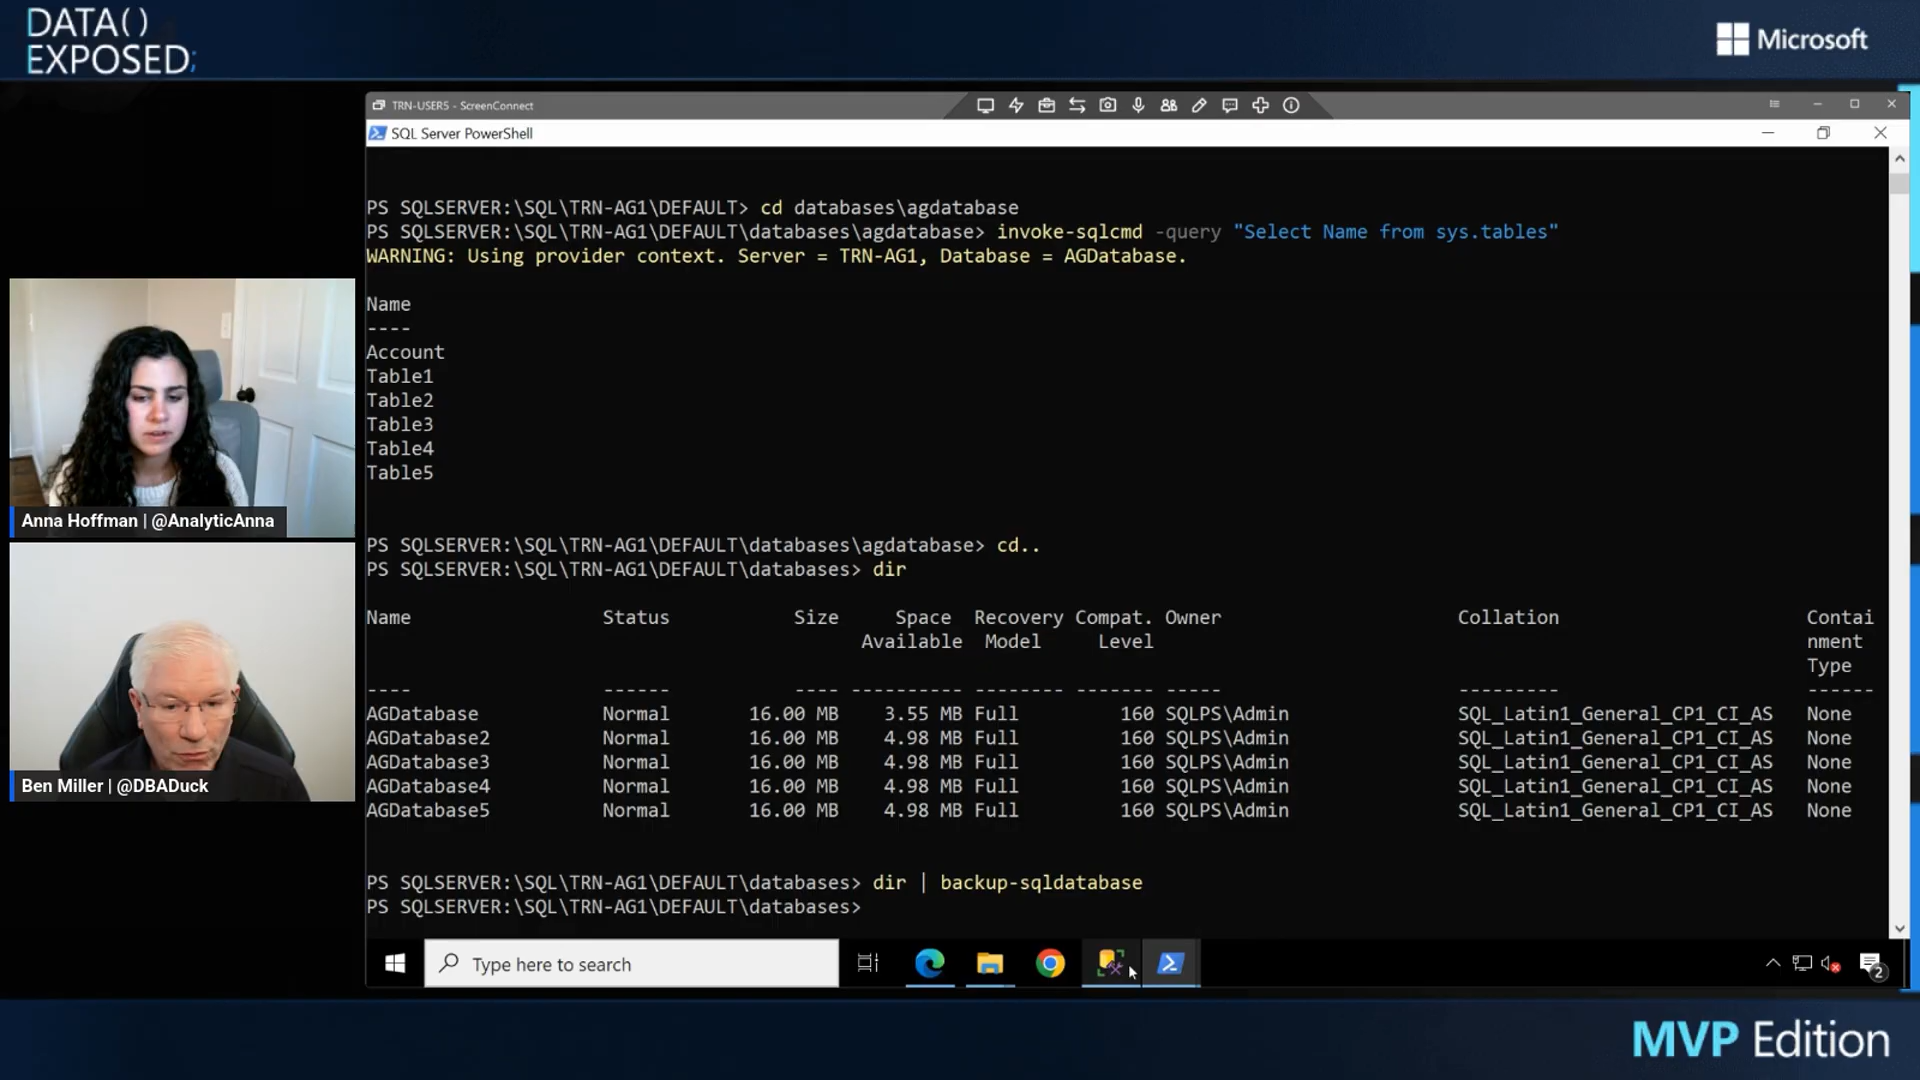 DATA()
EXPOSED;
Microsoft
TRN-USER5 - ScreenConnect
SQL Server PowerShell
PS SQLSERVER:\SQL\TRN-AG1\DEFAULT> cd databases\agdatabase
PS SQLSERVER:\SQL\TRN-AG1\DEFAULT\databases\agdatabase> invoke-sqlcmd -query "Select Name from sys.tables"
WARNING: Using provider context. Server = TRN-AG1, Database = AGDatabase.
Name
----
Account
Table1
Table2
Table3
Table4
Table5
PS SQLSERVER:\SQL\TRN-AG1\DEFAULT\databases\agdatabase> cd..
PS SQLSERVER:\SQL\TRN-AG1\DEFAULT\databases> dir
Name Status Size Space Recovery Compat. Owner Collation Contai
Available Model Level nment
Type
---- ------ ---- ---------- -------- ------- ----- --------- ------
AGDatabase Normal 16.00 MB 3.55 MB Full 160 SQLPS\Admin SQL_Latin1_General_CP1_CI_AS None
AGDatabase2 Normal 16.00 MB 4.98 MB Full 160 SQLPS\Admin SQL_Latin1_General_CP1_CI_AS None
AGDatabase3 Normal 16.00 MB 4.98 MB Full 160 SQLPS\Admin SQL_Latin1_General_CP1_CI_AS None
AGDatabase4 Normal 16.00 MB 4.98 MB Full 160 SQLPS\Admin SQL_Latin1_General_CP1_CI_AS None
AGDatabase5 Normal 16.00 MB 4.98 MB Full 160 SQLPS\Admin SQL_Latin1_General_CP1_CI_AS None
PS SQLSERVER:\SQL\TRN-AG1\DEFAULT\databases> dir | backup-sqldatabase
PS SQLSERVER:\SQL\TRN-AG1\DEFAULT\databases>
Type here to search
2
Anna Hoffman | @AnalyticAnna
Ben Miller | @DBADuck
MVP Edition